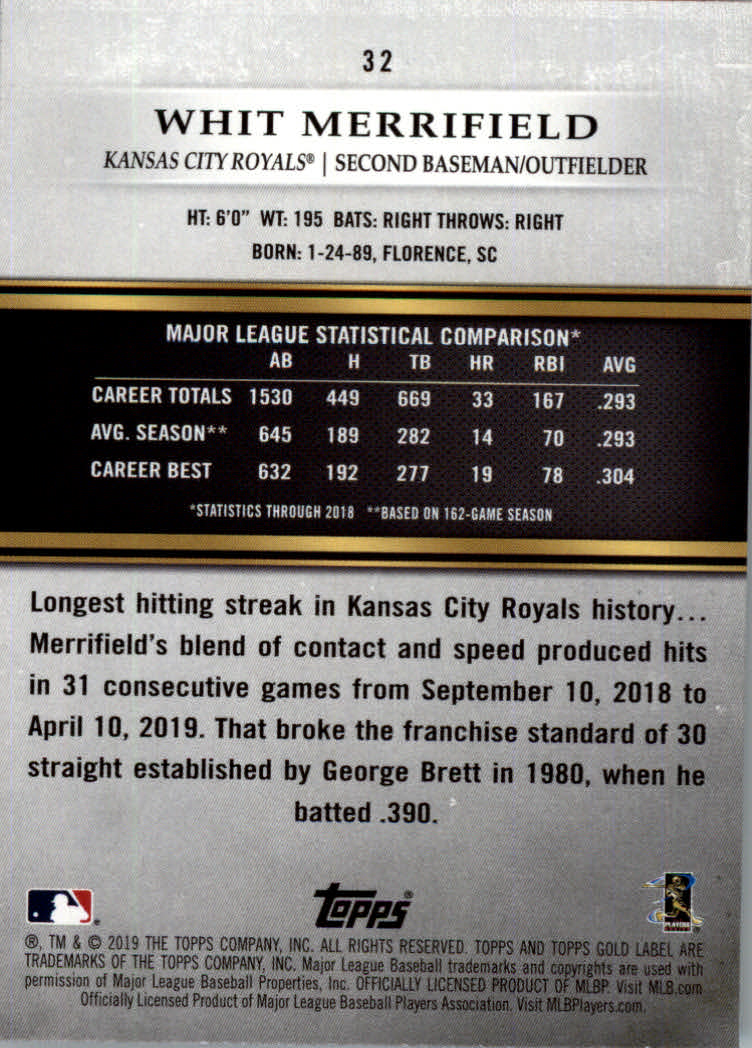 32
WHIT MERRIFIELD
KANSAS CITY ROYALS® | SECOND BASEMAN/OUTFIELDER
HT: 6'0" WT: 195 BATS: RIGHT THROWS: RIGHT
BORN: 1-24-89, FLORENCE, SC
MAJOR LEAGUE STATISTICAL COMPARISON*
AB H TB HR RBI AVG
CAREER TOTALS 1530 449 669 33 167 .293
AVG. SEASON** 645 189 282 14 70 .293
CAREER BEST 632 192 277 19 78 .304
*STATISTICS THROUGH 2018 **BASED ON 162-GAME SEASON
Longest hitting streak in Kansas City Royals history...
Merrifield's blend of contact and speed produced hits
in 31 consecutive games from September 10, 2018 to
April 10, 2019. That broke the franchise standard of 30
straight established by George Brett in 1980, when he
batted .390.
topps®
PLAYERS
®, TM & © 2019 THE TOPPS COMPANY, INC. ALL RIGHTS RESERVED. TOPPS AND TOPPS GOLD LABEL ARE
TRADEMARKS OF THE TOPPS COMPANY, INC. Major League Baseball trademarks and copyrights are used with
permission of Major League Baseball Properties, Inc. OFFICIALLY LICENSED PRODUCT OF MLBP. Visit MLB.com
Officially Licensed Product of Major League Baseball Players Association. Visit MLBPlayers.com.